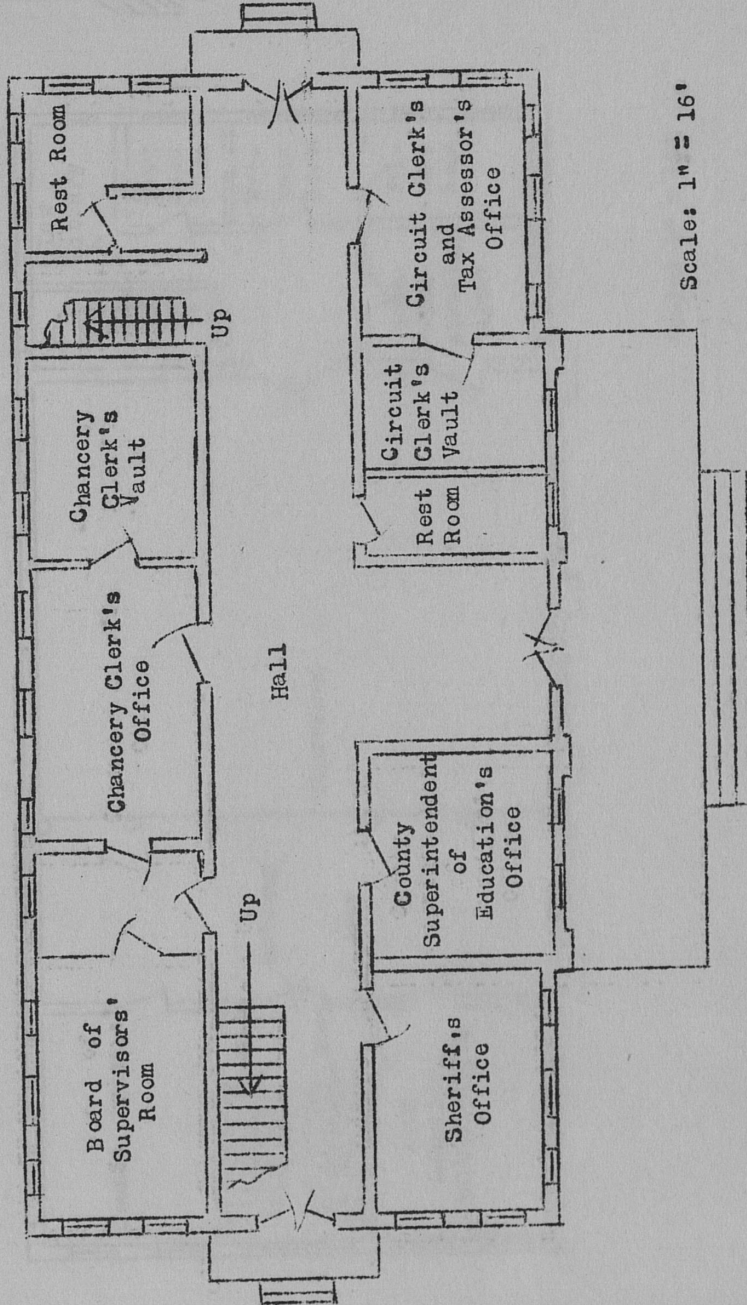 Board of
Supervisors'
Room
Chancery Clerk's
Office
Chancery
Clerk's
Vault
Rest Room
Up
Up
Hall
Sheriff,s
Office
County
Superintendent
of
Education's
Office
Rest
Room
Circuit
Clerk's
Vault
Circuit Clerk's
and
Tax Assessor's
Office
Scale: 1" = 16'